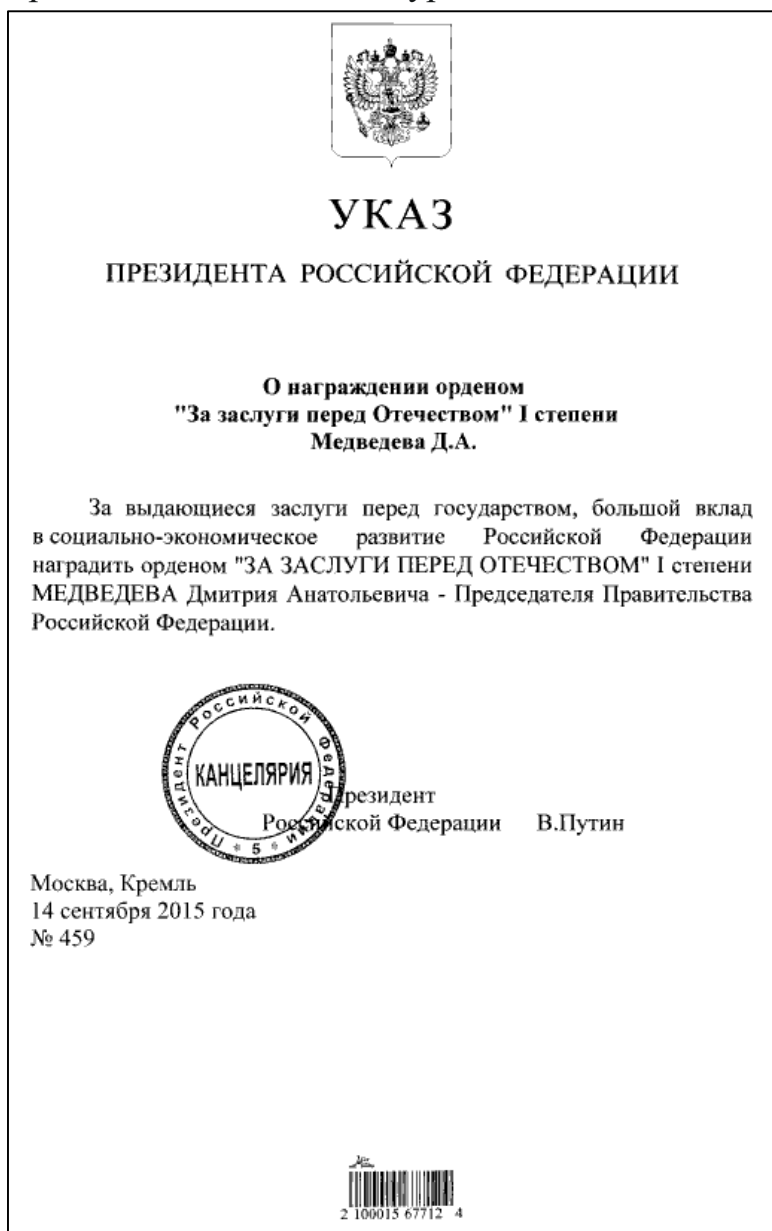 УКАЗ
ПРЕЗИДЕНТА РОССИЙСКОЙ ФЕДЕРАЦИИ
О награждении орденом
"За заслуги перед Отечеством" I степени
Медведева Д.А.
За выдающиеся заслуги перед государством, большой вклад
в социально-экономическое развитие Российской Федерации
наградить орденом "ЗА ЗАСЛУГИ ПЕРЕД ОТЕЧЕСТВОМ" I степени
МЕДВЕДЕВА Дмитрия Анатольевича - Председателя Правительства
Российской Федерации.
Президент Российской Федерации
КАНЦЕЛЯРИЯ
* 5 *
Президент
Российской Федерации В.Путин
Москва, Кремль
14 сентября 2015 года
№ 459
2 100015 67712 4